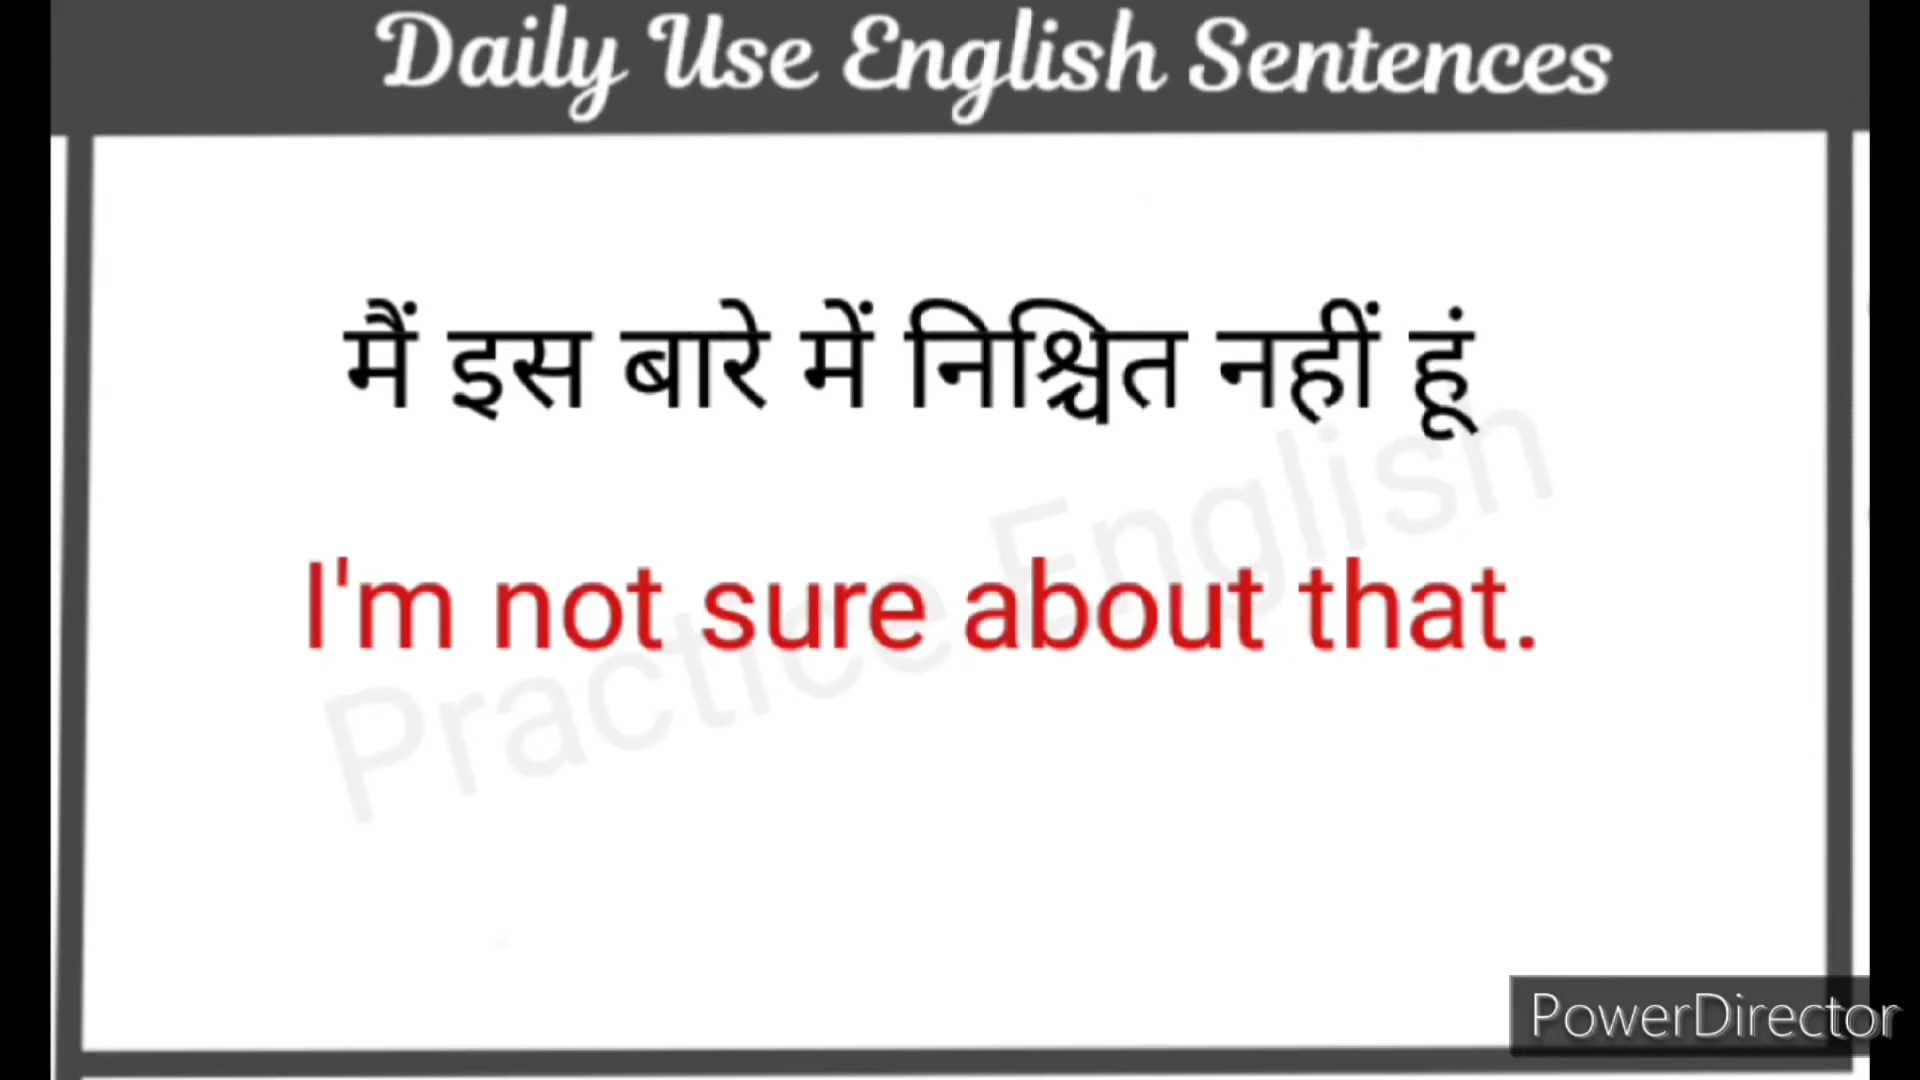 Daily Use English Sentences
मैं इस बारे में निश्चित नहीं हूं
I'm not sure about that.
Practice English
PowerDirector